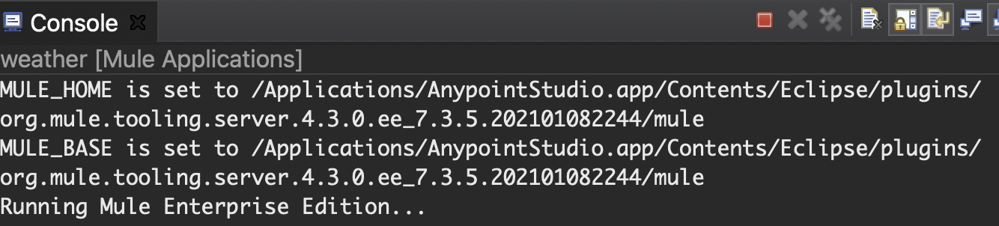 Console
weather [Mule Applications]
MULE_HOME is set to /Applications/AnypointStudio.app/Contents/Eclipse/plugins/
org.mule.tooling.server.4.3.0.ee_7.3.5.202101082244/mule
MULE_BASE is set to /Applications/AnypointStudio.app/Contents/Eclipse/plugins/
org.mule.tooling.server.4.3.0.ee_7.3.5.202101082244/mule
Running Mule Enterprise Edition...